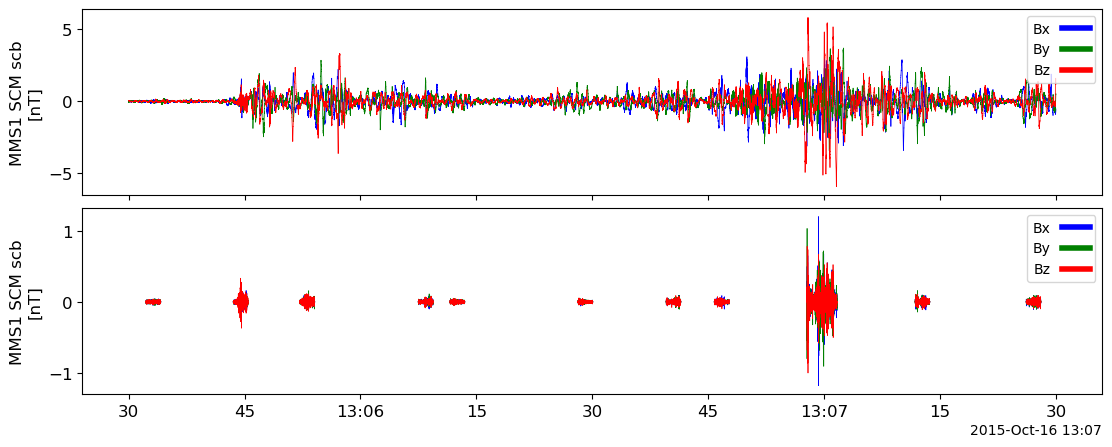 MMS1 SCM scb
[nT]
5
0
−5
Bx
By
Bz
MMS1 SCM scb
[nT]
1
0
−1
Bx
By
Bz
30 45 13:06 15 30 45 13:07 15 30
2015-Oct-16 13:07